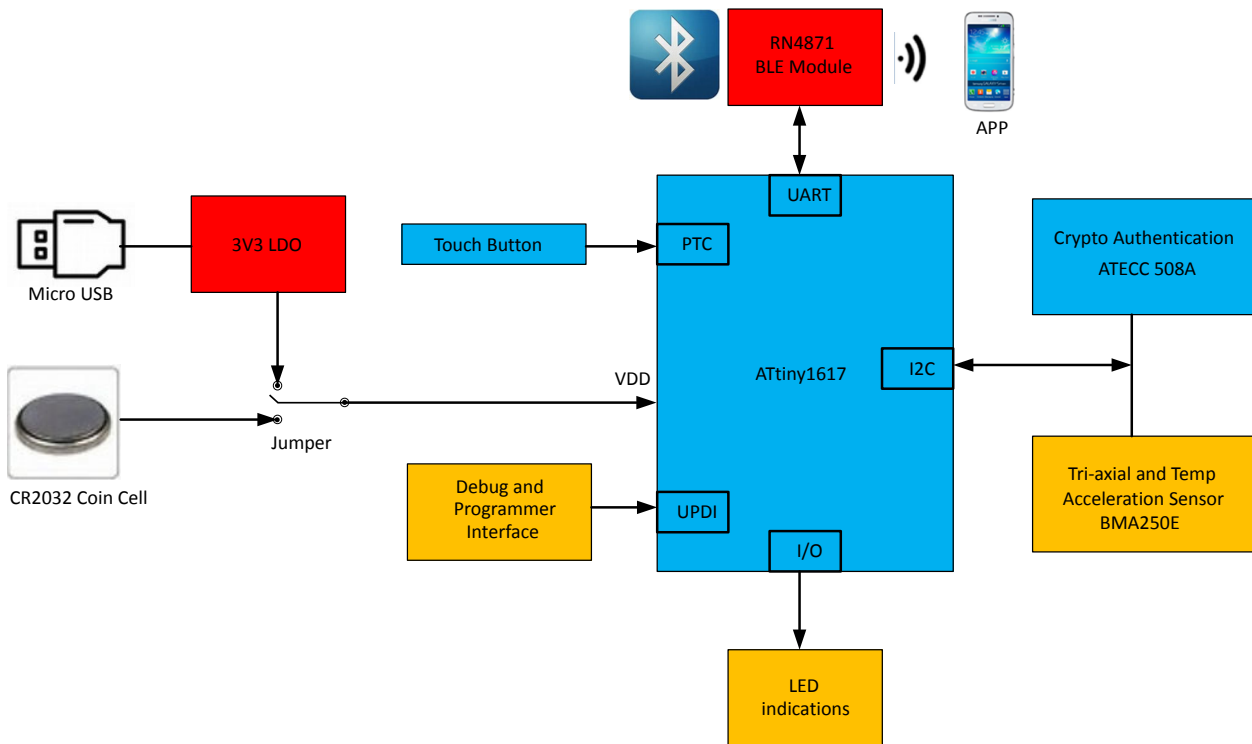 RN4871
BLE Module
APP
UART
3V3 LDO
Micro USB
Touch Button
PTC
Crypto Authentication
ATECC 508A
I2C
ATtiny1617
VDD
Jumper
CR2032 Coin Cell
Debug and
Programmer
Interface
UPDI
Tri-axial and Temp
Acceleration Sensor
BMA250E
I/O
LED
indications